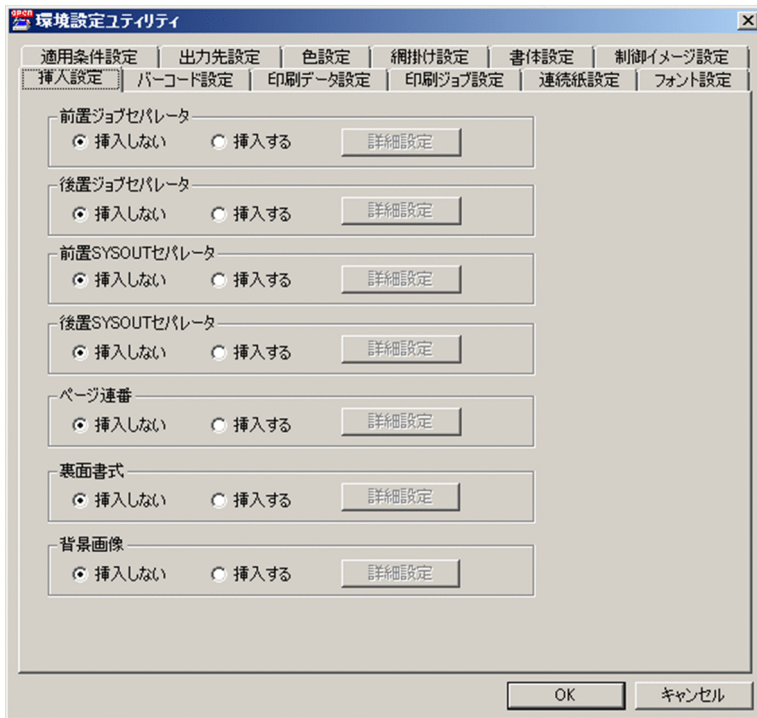 OPEN
環境設定ユティリティ
適用条件設定 出力先設定 色設定 網掛け設定 書体設定 制御イメージ設定
挿入設定 バーコード設定 印刷データ設定 印刷ジョブ設定 連続紙設定 フォント設定
前置ジョブセパレータ
挿入しない 挿入する 詳細設定
後置ジョブセパレータ
挿入しない 挿入する 詳細設定
前置SYSOUTセパレータ
挿入しない 挿入する 詳細設定
後置SYSOUTセパレータ
挿入しない 挿入する 詳細設定
ページ連番
挿入しない 挿入する 詳細設定
裏面書式
挿入しない 挿入する 詳細設定
背景画像
挿入しない 挿入する 詳細設定
OK キャンセル